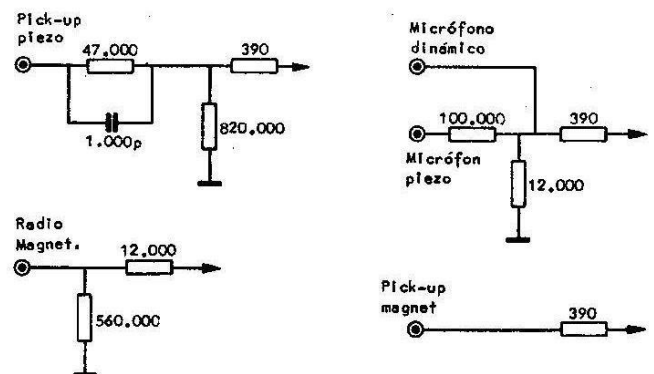 Pick-up
piezo
47.000
390
1.000p
820.000
Radio
Magnet.
12.000
560.000
Micrófono
dinámico
100.000
390
Micrófon
piezo
12.000
Pick-up
magnet
390